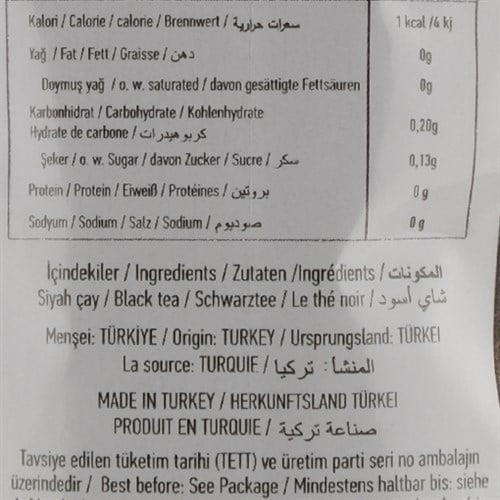 Kalori / Calorie / calorie / Brennwert / سعرات حرارية 1 kcal /4 kj
Yağ / Fat / Fett / Graisse / دهن 0g
Doymuş yağ / o. w. saturated / davon gesättigte Fettsäuren 0g
Karbonhidrat / Carbohydrate / Kohlenhydrate
Hydrate de carbone / كربوهيدرات 0,20g
Şeker / o. w. Sugar / davon Zucker / Sucre / سكر 0,13g
Protein / Protein / Eiweiß / Protéines / بروتين 0 g
Sodyum / Sodium / Salz / Sodium / صوديوم 0 g
İçindekiler / Ingredients / Zutaten /Ingrédients / المكونات
Siyah çay / Black tea / Schwarztee / Le thé noir / شاي أسود
Menşei: TÜRKİYE / Origin: TURKEY / Ursprungsland: TÜRKEI
La source: TURQUIE / المنشأ: تركيا
MADE IN TURKEY / HERKUNFTSLAND TÜRKEI
PRODUIT EN TURQUIE / صناعة تركية
Tavsiye edilen tüketim tarihi (TETT) ve üretim parti seri no ambalajın
üzerindedir / Best before: See Package / Mindestens haltbar bis: siehe